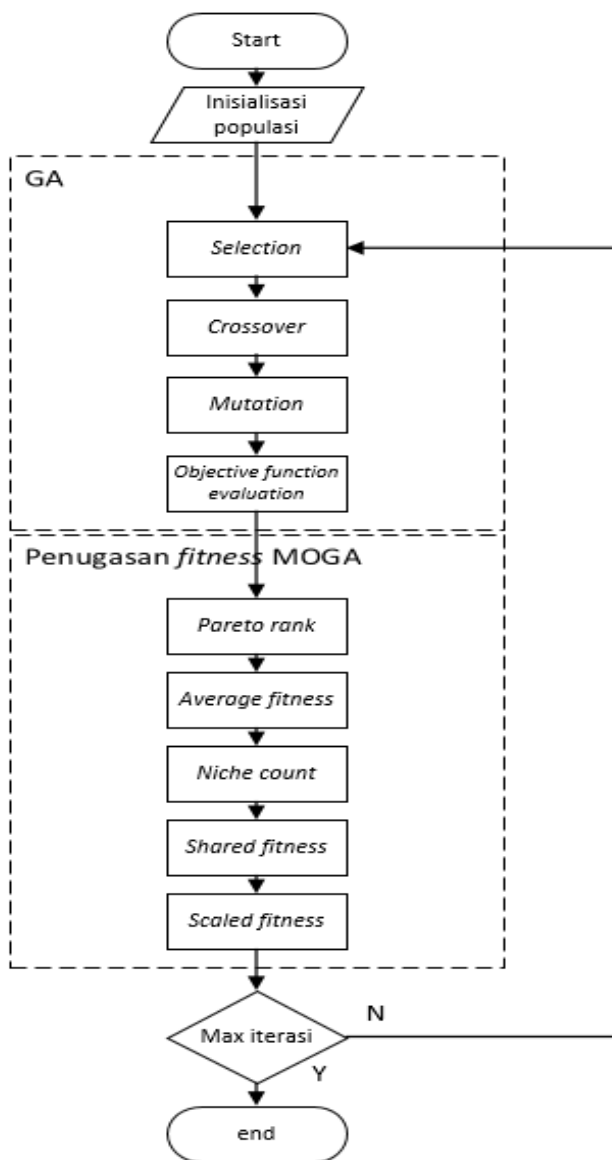 Start
Inisialisasi
populasi
GA
Selection
Crossover
Mutation
Objective function
evaluation
Penugasan fitness MOGA
Pareto rank
Average fitness
Niche count
Shared fitness
Scaled fitness
Max iterasi
N
Y
end